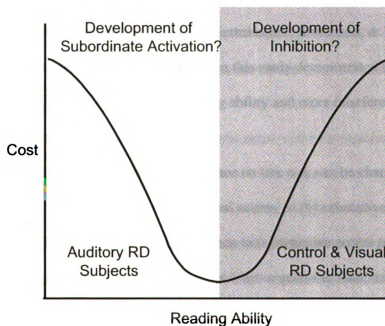 Development of
Subordinate Activation?
Development of
Inhibition?
Cost
Auditory RD
Subjects
Control & Visual
RD Subjects
Reading Ability